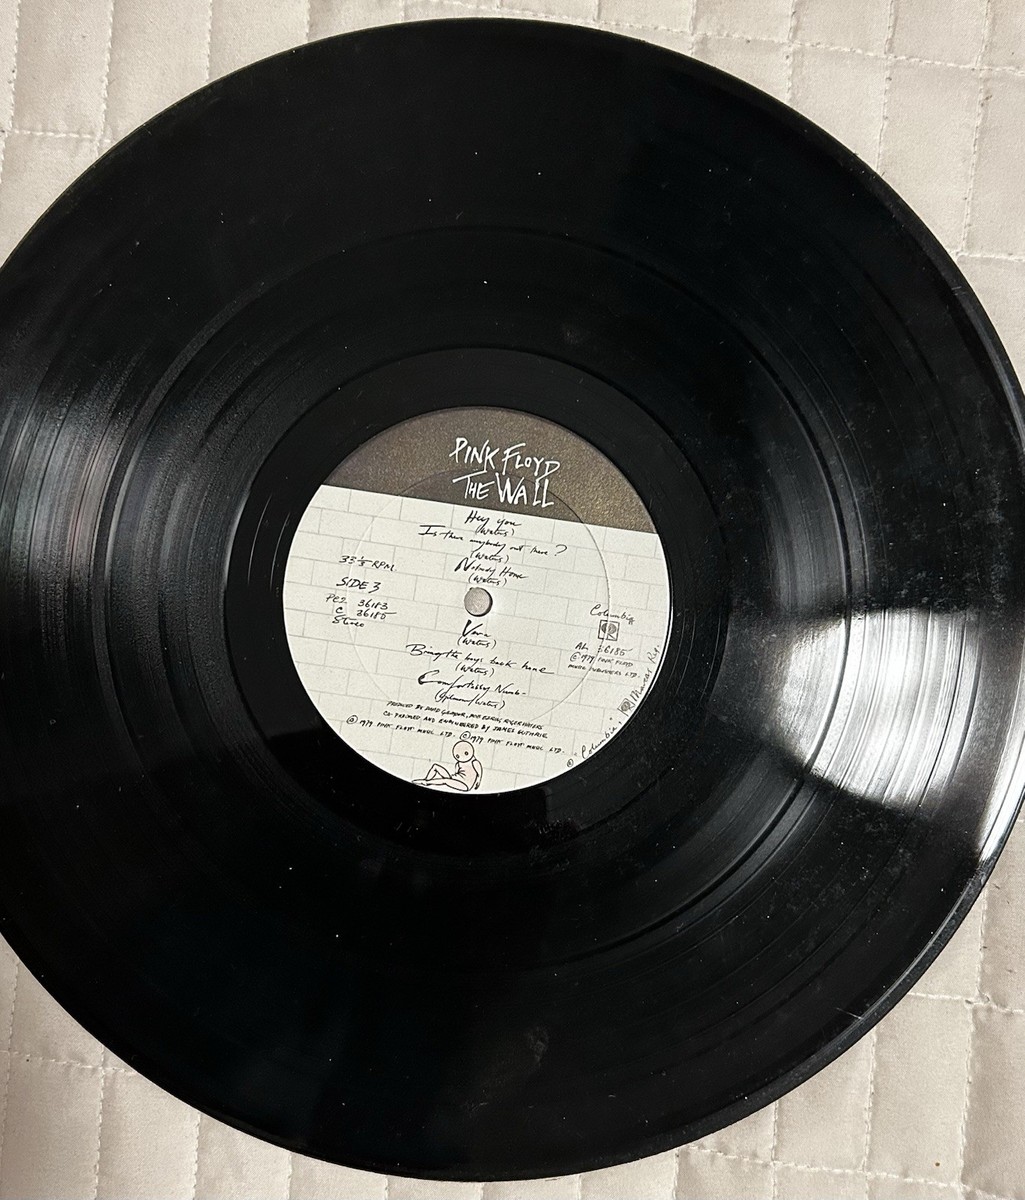 PINK FLOYD
THE WALL
Hey you
(Waters)
Is there anybody out there?
(Waters)
Nobody Home
(Waters)
33⅓ RPM
SIDE 3
PC2 36183
C 36185
Stereo
Vera
(Waters)
Bring the boys back home
(Waters)
Comfortably Numb
(Gilmour/Waters)
Columbia
AL 36185
©1979 PINK FLOYD
MUSIC PUBLISHERS LTD.
PRODUCED BY DAVID GILMOUR, BOB EZRIN, ROGER WATERS
CO-PRODUCED AND ENGINEERED BY JAMES GUTHRIE
℗ 1979 PINK FLOYD MUSIC LTD. ©1979 PINK FLOYD MUSIC LTD.
® "Columbia",